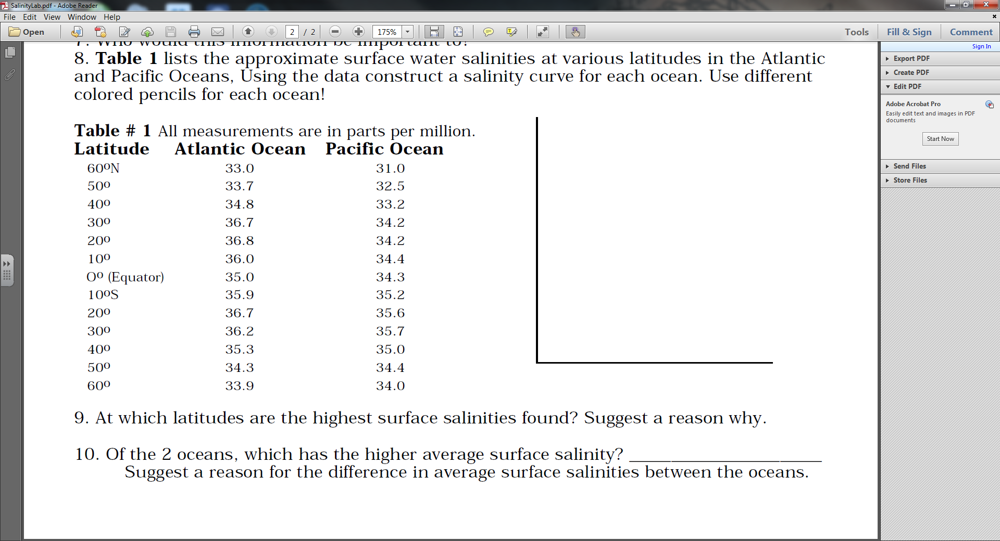 SalinityLab.pdf - Adobe Reader
File Edit View Window Help
Open 2 / 2 175% Tools Fill & Sign Comment
7. Who would this information be important to?
8. Table 1 lists the approximate surface water salinities at various latitudes in the Atlantic
and Pacific Oceans, Using the data construct a salinity curve for each ocean. Use different
colored pencils for each ocean!
Table # 1 All measurements are in parts per million.
Latitude Atlantic Ocean Pacific Ocean
60ºN 33.0 31.0
50º 33.7 32.5
40º 34.8 33.2
30º 36.7 34.2
20º 36.8 34.2
10º 36.0 34.4
0º (Equator) 35.0 34.3
10ºS 35.9 35.2
20º 36.7 35.6
30º 36.2 35.7
40º 35.3 35.0
50º 34.3 34.4
60º 33.9 34.0
9. At which latitudes are the highest surface salinities found? Suggest a reason why.
10. Of the 2 oceans, which has the higher average surface salinity? ____________________
Suggest a reason for the difference in average surface salinities between the oceans.
Sign In
Export PDF
Create PDF
Edit PDF
Adobe Acrobat Pro
Easily edit text and images in PDF
documents
Start Now
Send Files
Store Files